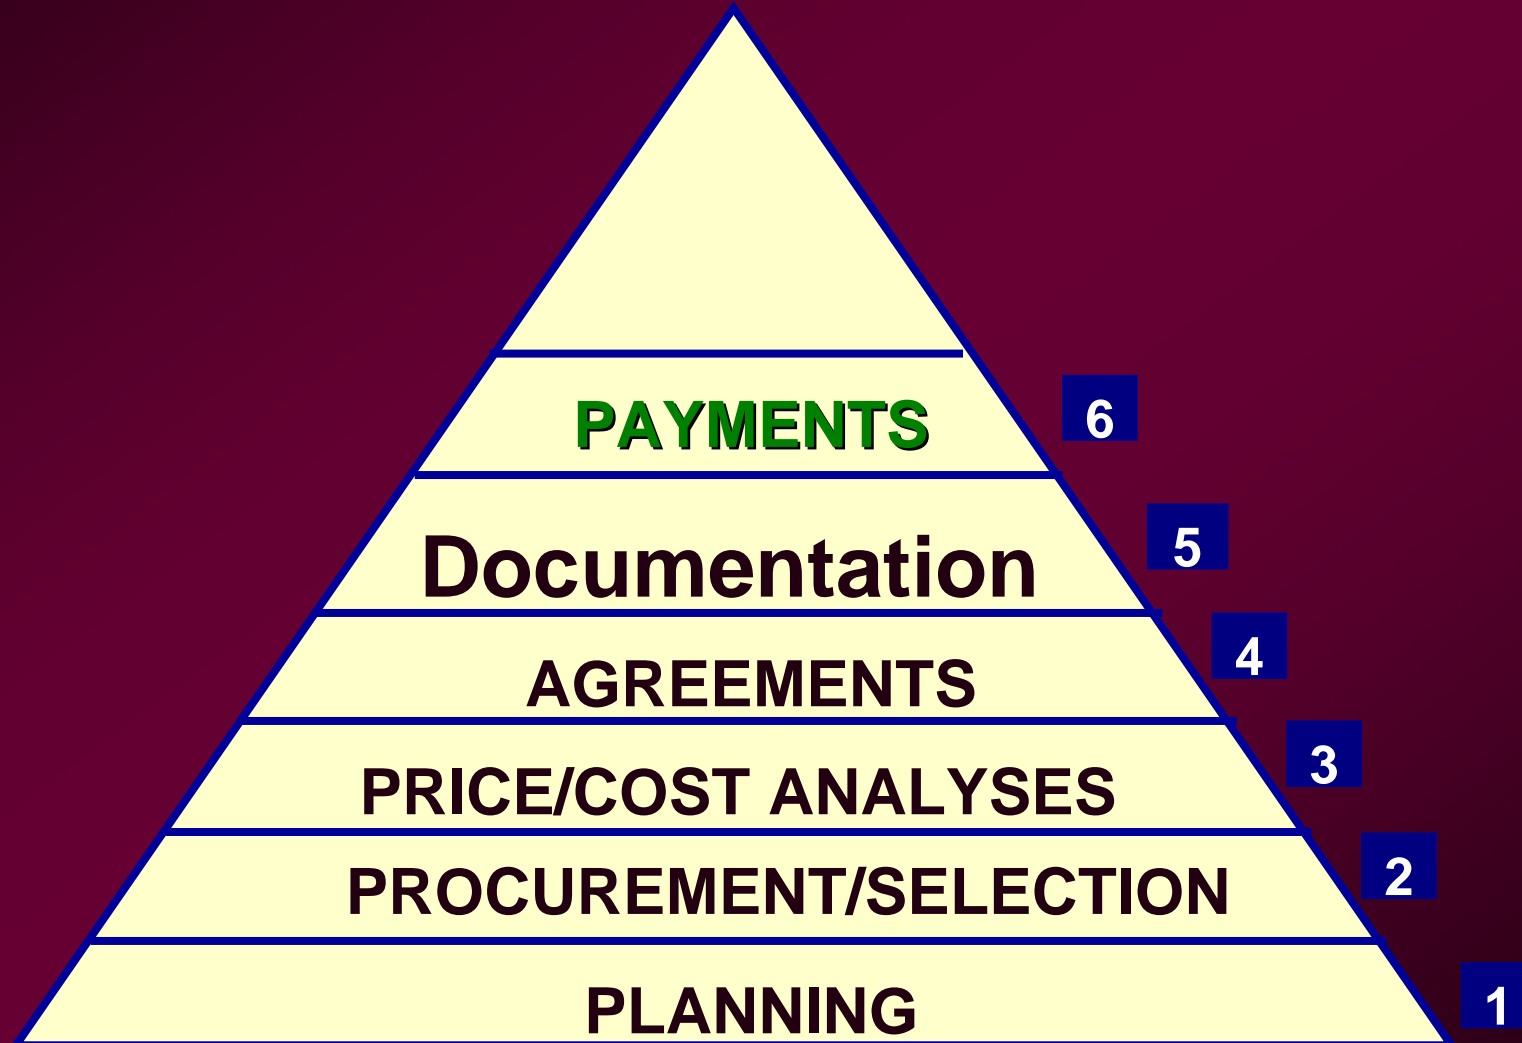 PAYMENTS 6
Documentation 5
AGREEMENTS 4
PRICE/COST ANALYSES 3
PROCUREMENT/SELECTION 2
PLANNING 1